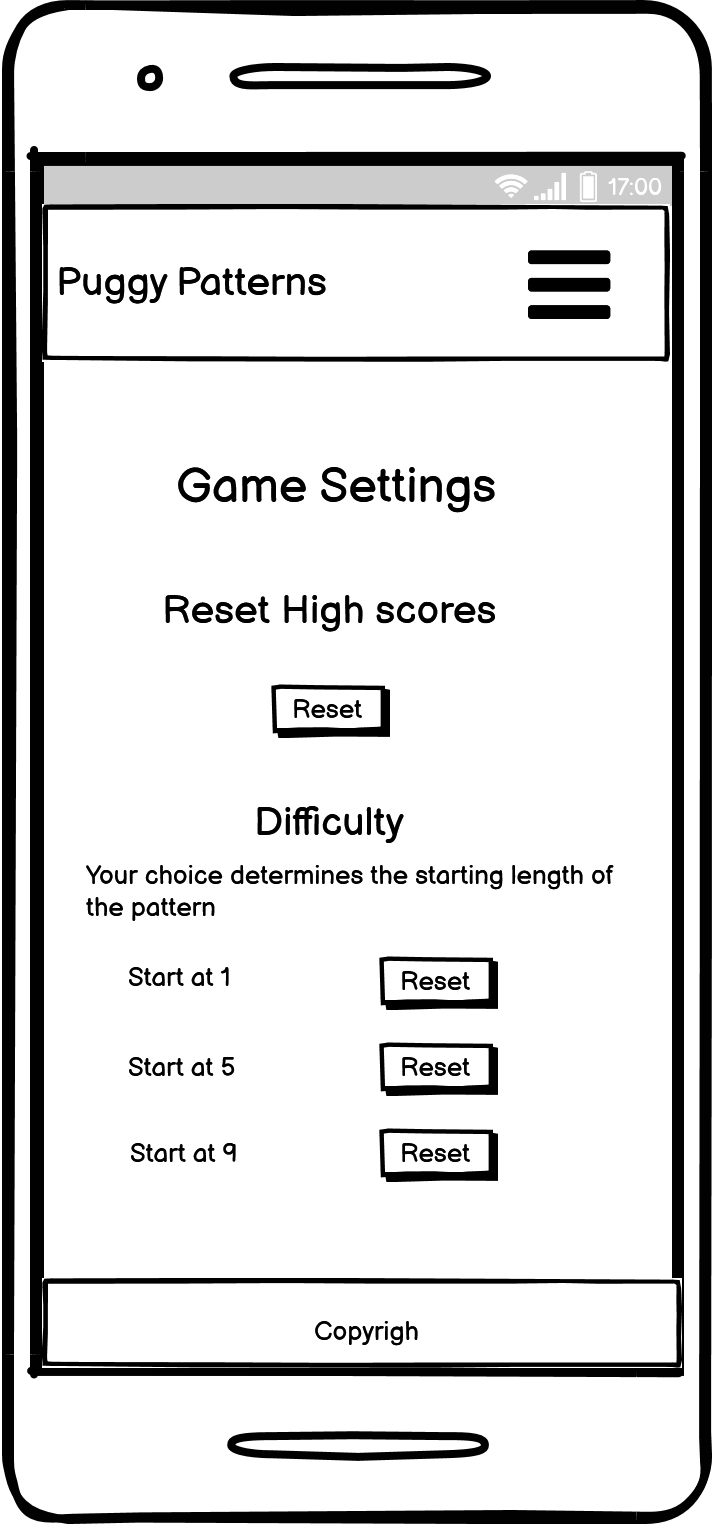 17:00
Puggy Patterns
Game Settings
Reset High scores
Reset
Difficulty
Your choice determines the starting length of
the pattern
Start at 1 Reset
Start at 5 Reset
Start at 9 Reset
Copyrigh